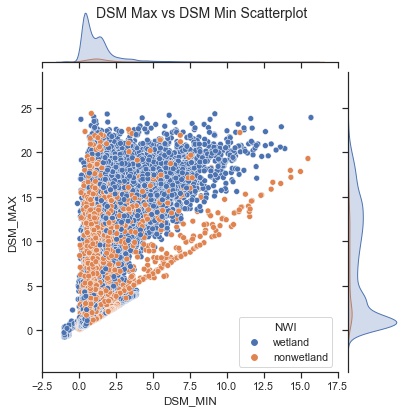 DSM Max vs DSM Min Scatterplot
25
20
15
10
5
0
DSM_MAX
NWI
wetland
nonwetland
−2.5 0.0 2.5 5.0 7.5 10.0 12.5 15.0 17.5
DSM_MIN